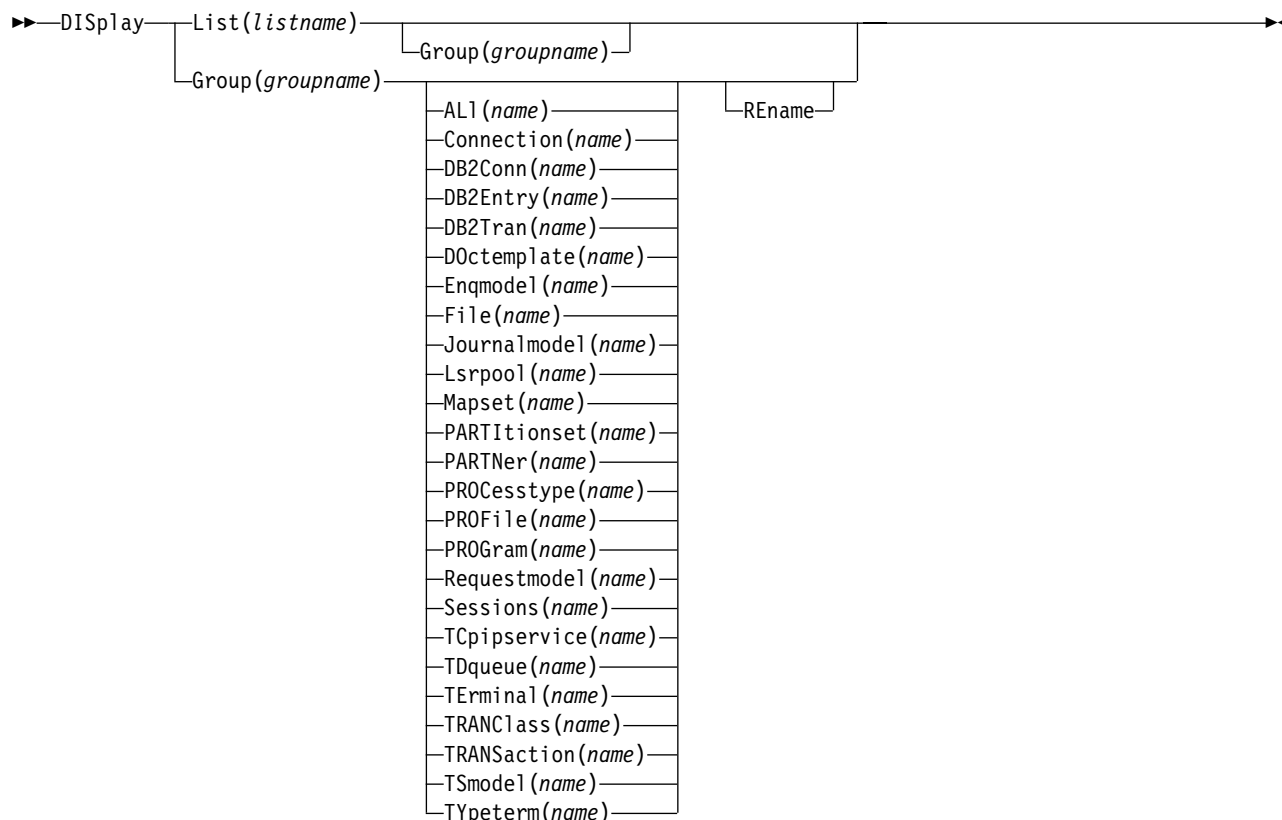 DISplay List(listname)
Group(groupname)
Group(groupname)
ALl(name) REname
Connection(name)
DB2Conn(name)
DB2Entry(name)
DB2Tran(name)
DOctemplate(name)
Enqmodel(name)
File(name)
Journalmodel(name)
Lsrpool(name)
Mapset(name)
PARTItionset(name)
PARTNer(name)
PROCesstype(name)
PROFile(name)
PROGram(name)
Requestmodel(name)
Sessions(name)
TCpipservice(name)
TDqueue(name)
TErminal(name)
TRANClass(name)
TRANSaction(name)
TSmodel(name)
TYpeterm(name)